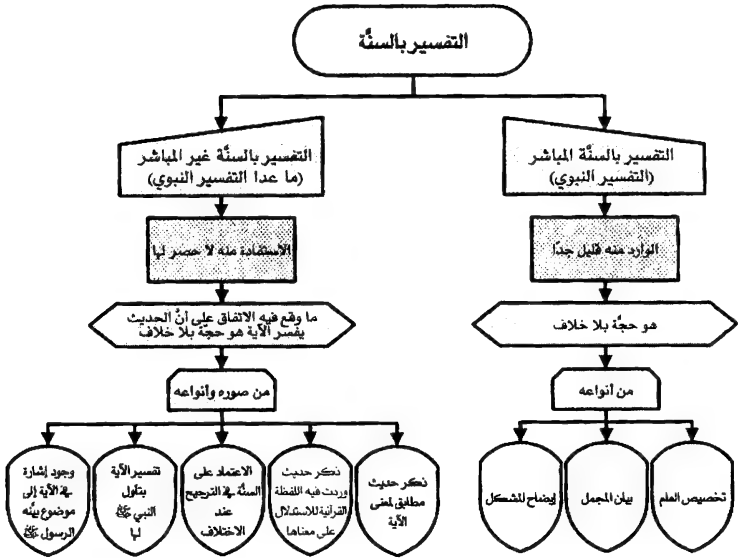 التفسير بالسنَّة
التفسير بالسنَّة المباشر
(التفسير النبوي)
الوارد منه قليل جدًا
هو حجَّة بلا خلاف
من أنواعه
تخصيص العام
بيان المجمل
إيضاح المشكل
التفسير بالسنَّة غير المباشر
(ما عدا التفسير النبوي)
الاستفادة منه لا حصر لها
ما وقع فيه الاتفاق على أنَّ الحديث
يفسر الآية هو حجَّة بلا خلاف
من صوره وأنواعه
ذكر حديث
مطابق لمعنى
الآية
ذكر حديث
وردت فيه اللفظة
القرآنية للاستدلال
على معناها
الاعتماد على
السنَّة في الترجيح
عند
الاختلاف
تفسير الآية
بتأول
النبي ﷺ
لها
وجود إشارة
في الآية إلى
موضوع بيَّنه
الرسول ﷺ